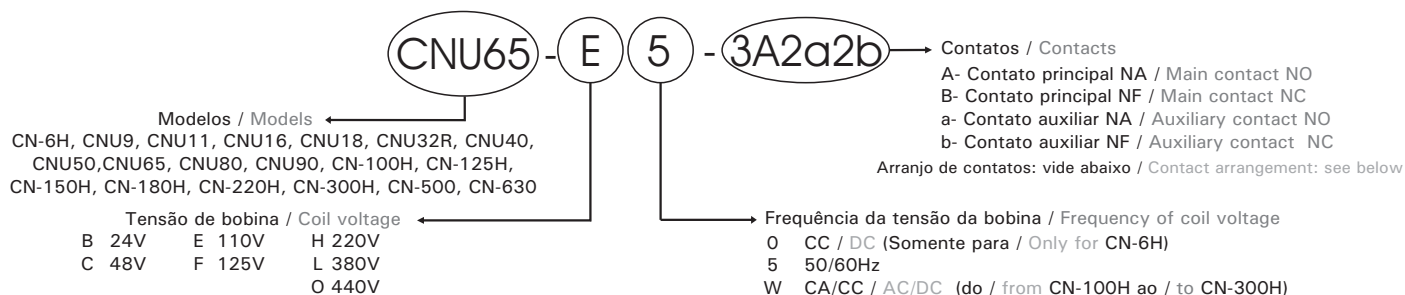 CNU65 - E 5 - 3A2a2b
Contatos / Contacts
A- Contato principal NA / Main contact NO
B- Contato principal NF / Main contact NC
a- Contato auxiliar NA / Auxiliary contact NO
b- Contato auxiliar NF / Auxiliary contact NC
Arranjo de contatos: vide abaixo / Contact arrangement: see below
Modelos / Models
CN-6H, CNU9, CNU11, CNU16, CNU18, CNU32R, CNU40,
CNU50,CNU65, CNU80, CNU90, CN-100H, CN-125H,
CN-150H, CN-180H, CN-220H, CN-300H, CN-500, CN-630
Tensão de bobina / Coil voltage
B 24V E 110V H 220V
C 48V F 125V L 380V
O 440V
Frequência da tensão da bobina / Frequency of coil voltage
0 CC / DC (Somente para / Only for CN-6H)
5 50/60Hz
W CA/CC / AC/DC (do / from CN-100H ao / to CN-300H)